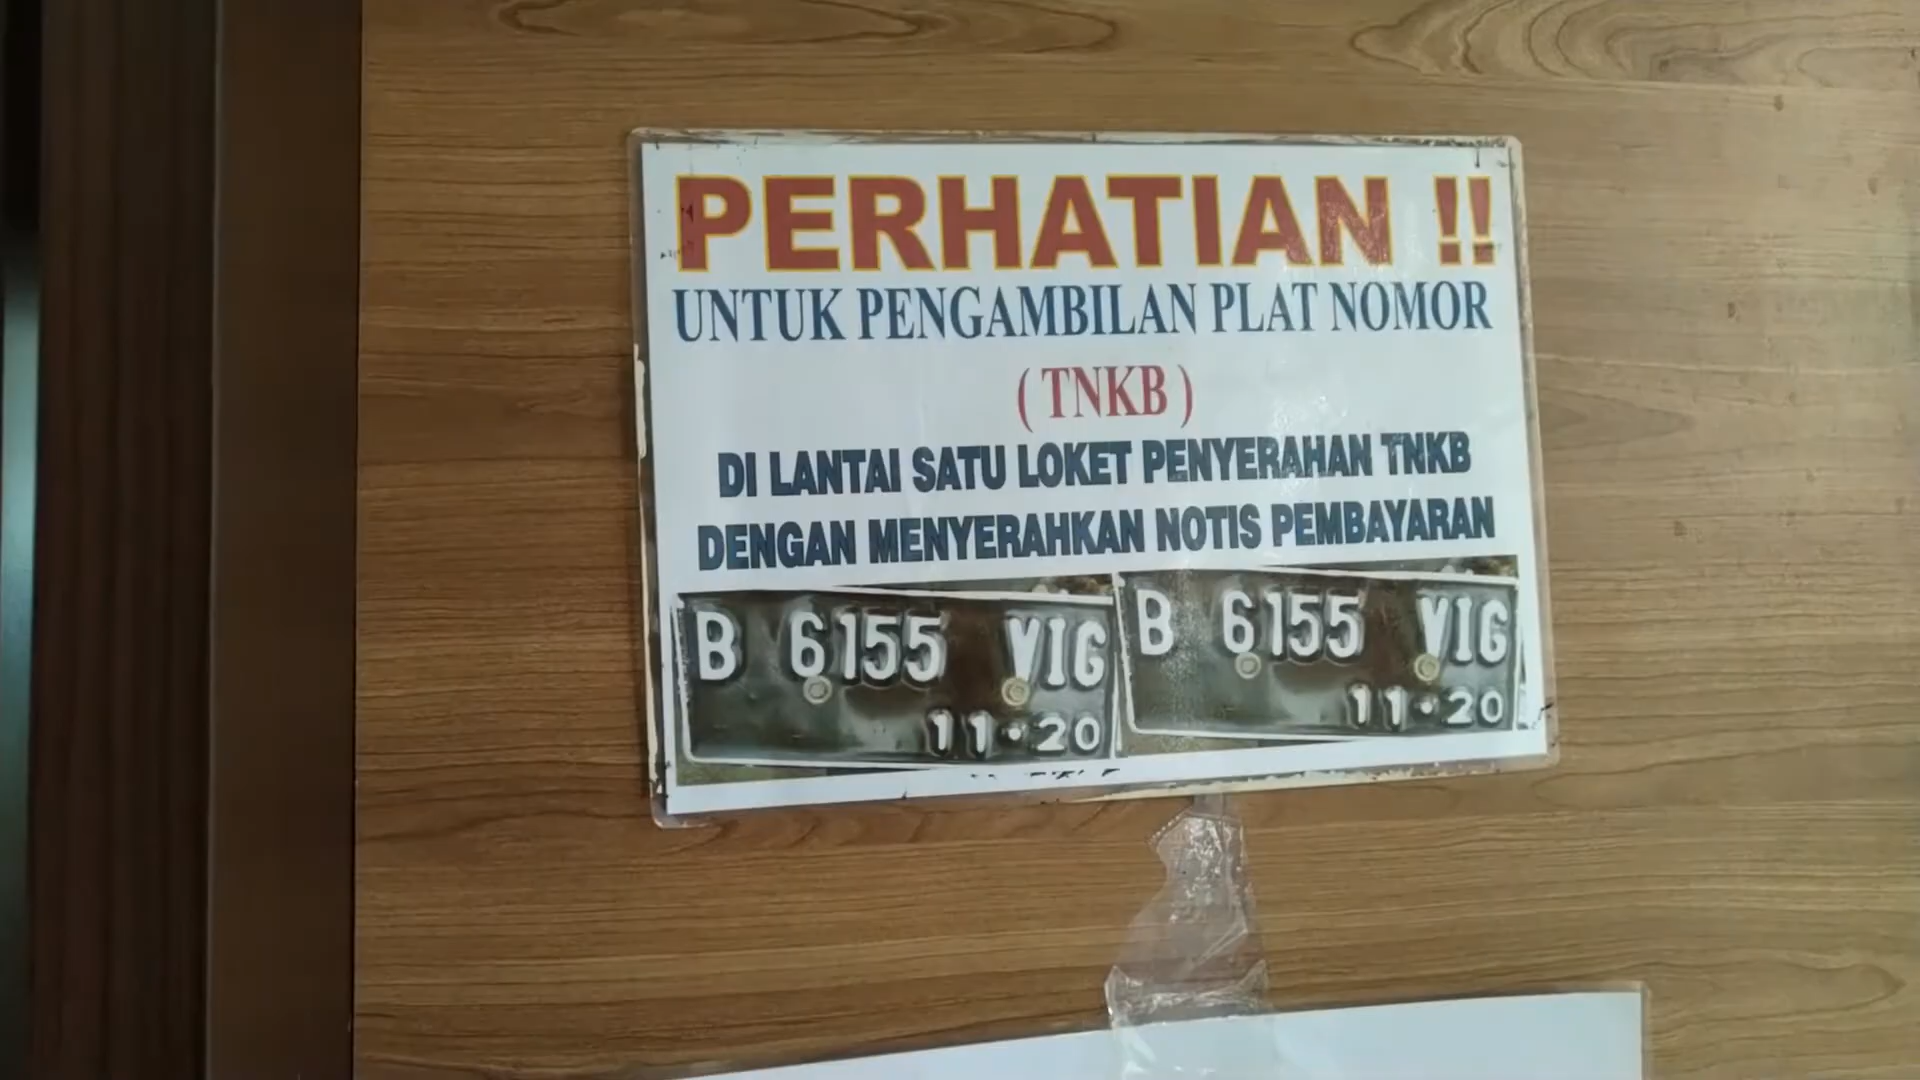 PERHATIAN !!
UNTUK PENGAMBILAN PLAT NOMOR
( TNKB )
DI LANTAI SATU LOKET PENYERAHAN TNKB
DENGAN MENYERAHKAN NOTIS PEMBAYARAN
B 6155 VIG
11•20
B 6155 VIG
11•20